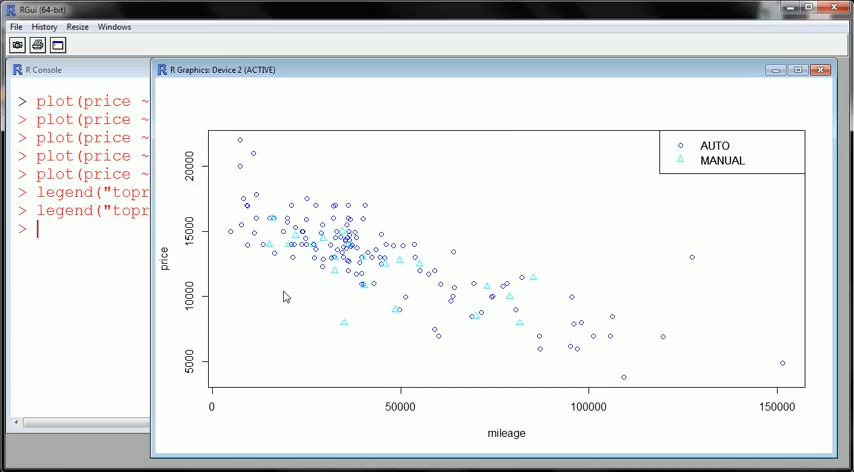 RGui (64-bit)
File History Resize Windows
R Console
> plot(price ~
> plot(price ~
> plot(price ~
> plot(price ~
> plot(price ~
> legend("topr
> legend("topr
>
R Graphics: Device 2 (ACTIVE)
AUTO
MANUAL
price
20000
15000
10000
5000
0 50000 100000 150000
mileage